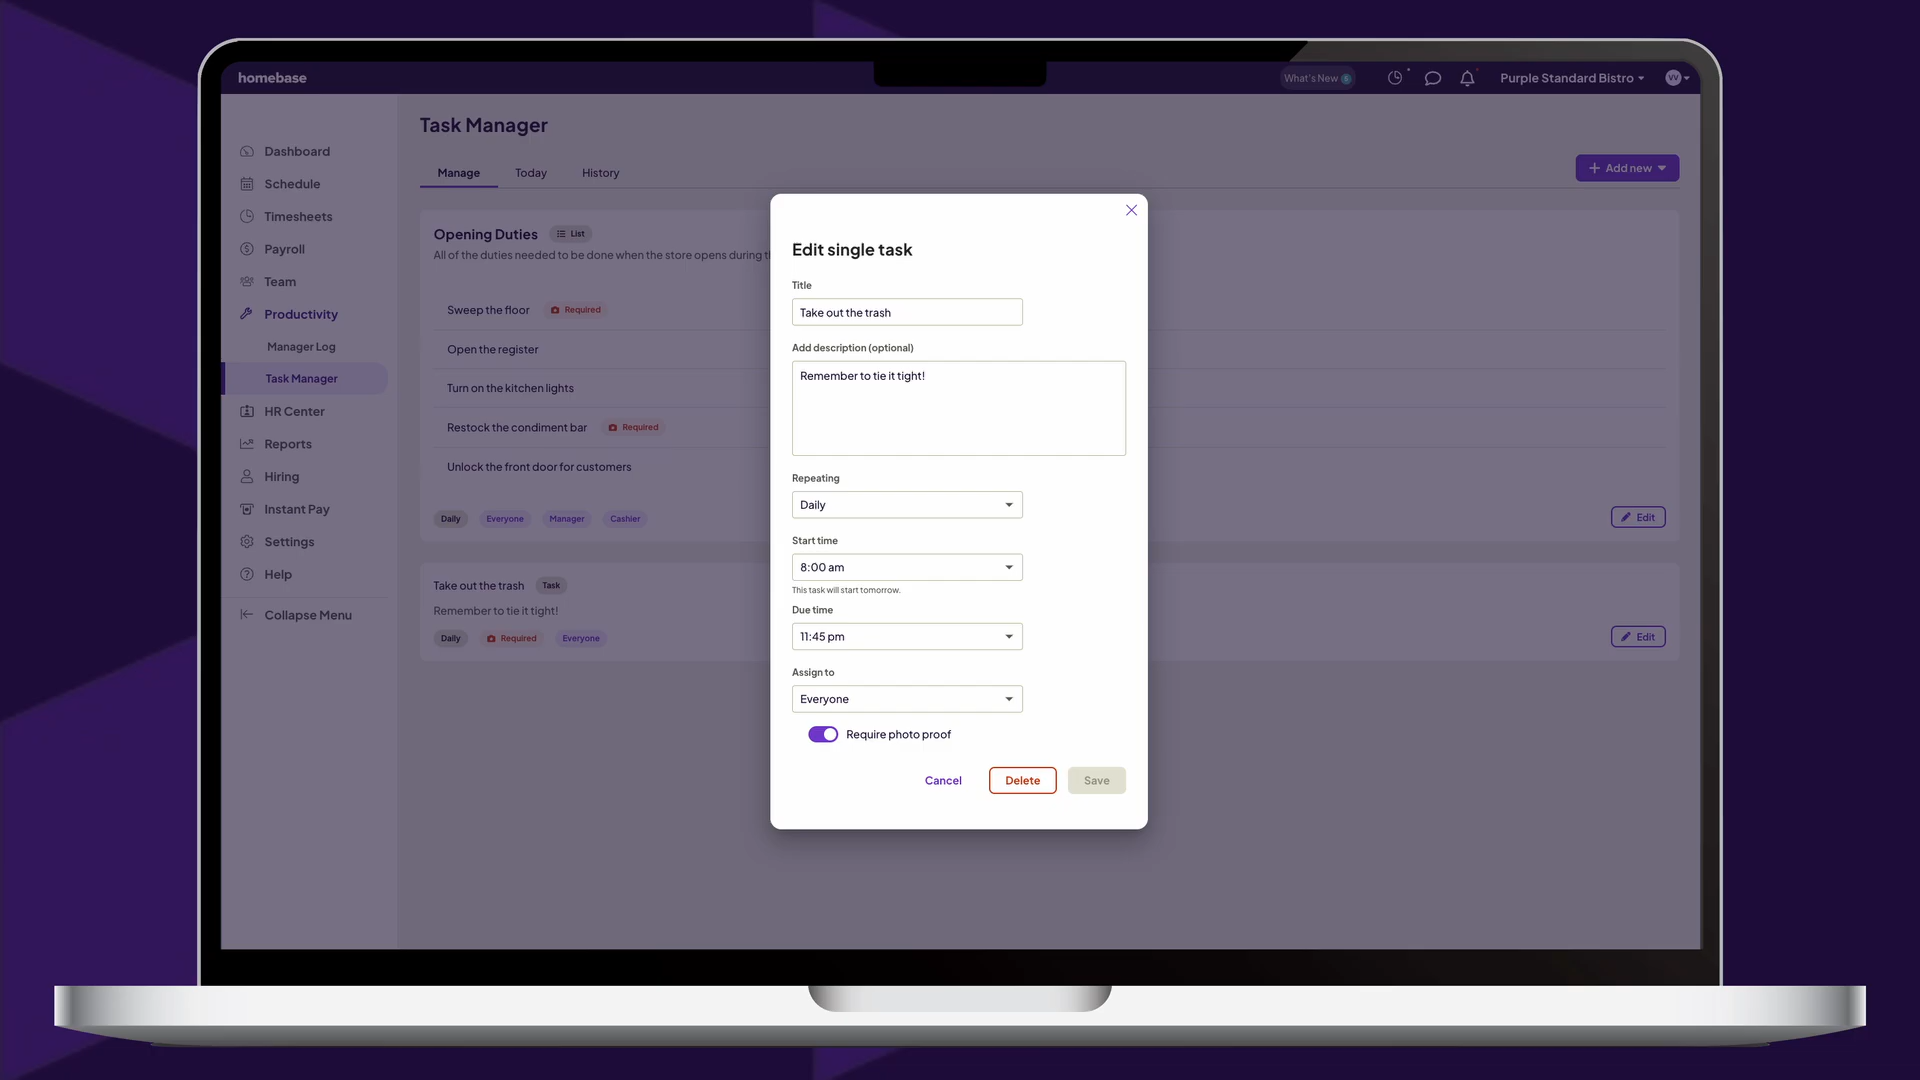 homebase
What's New 5
Purple Standard Bistro
VV
Dashboard
Schedule
Timesheets
Payroll
Team
Productivity
Manager Log
Task Manager
HR Center
Reports
Hiring
Instant Pay
Settings
Help
Collapse Menu
Task Manager
Manage Today History
Add new
Opening Duties List
All of the duties needed to be done when the store opens during
Sweep the floor Required
Open the register
Turn on the kitchen lights
Restock the condiment bar Required
Unlock the front door for customers
Daily Everyone Manager Cashier
Edit
Take out the trash Task
Remember to tie it tight!
Daily Required Everyone
Edit
Edit single task
Title
Take out the trash
Add description (optional)
Remember to tie it tight!
Repeating
Daily
Start time
8:00 am
This task will start tomorrow.
Due time
11:45 pm
Assign to
Everyone
Require photo proof
Cancel Delete Save